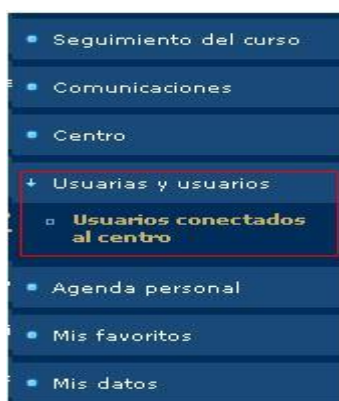 Seguimiento del curso
Comunicaciones
Centro
Usuarias y usuarios
Usuarios conectados
al centro
Agenda personal
Mis favoritos
Mis datos